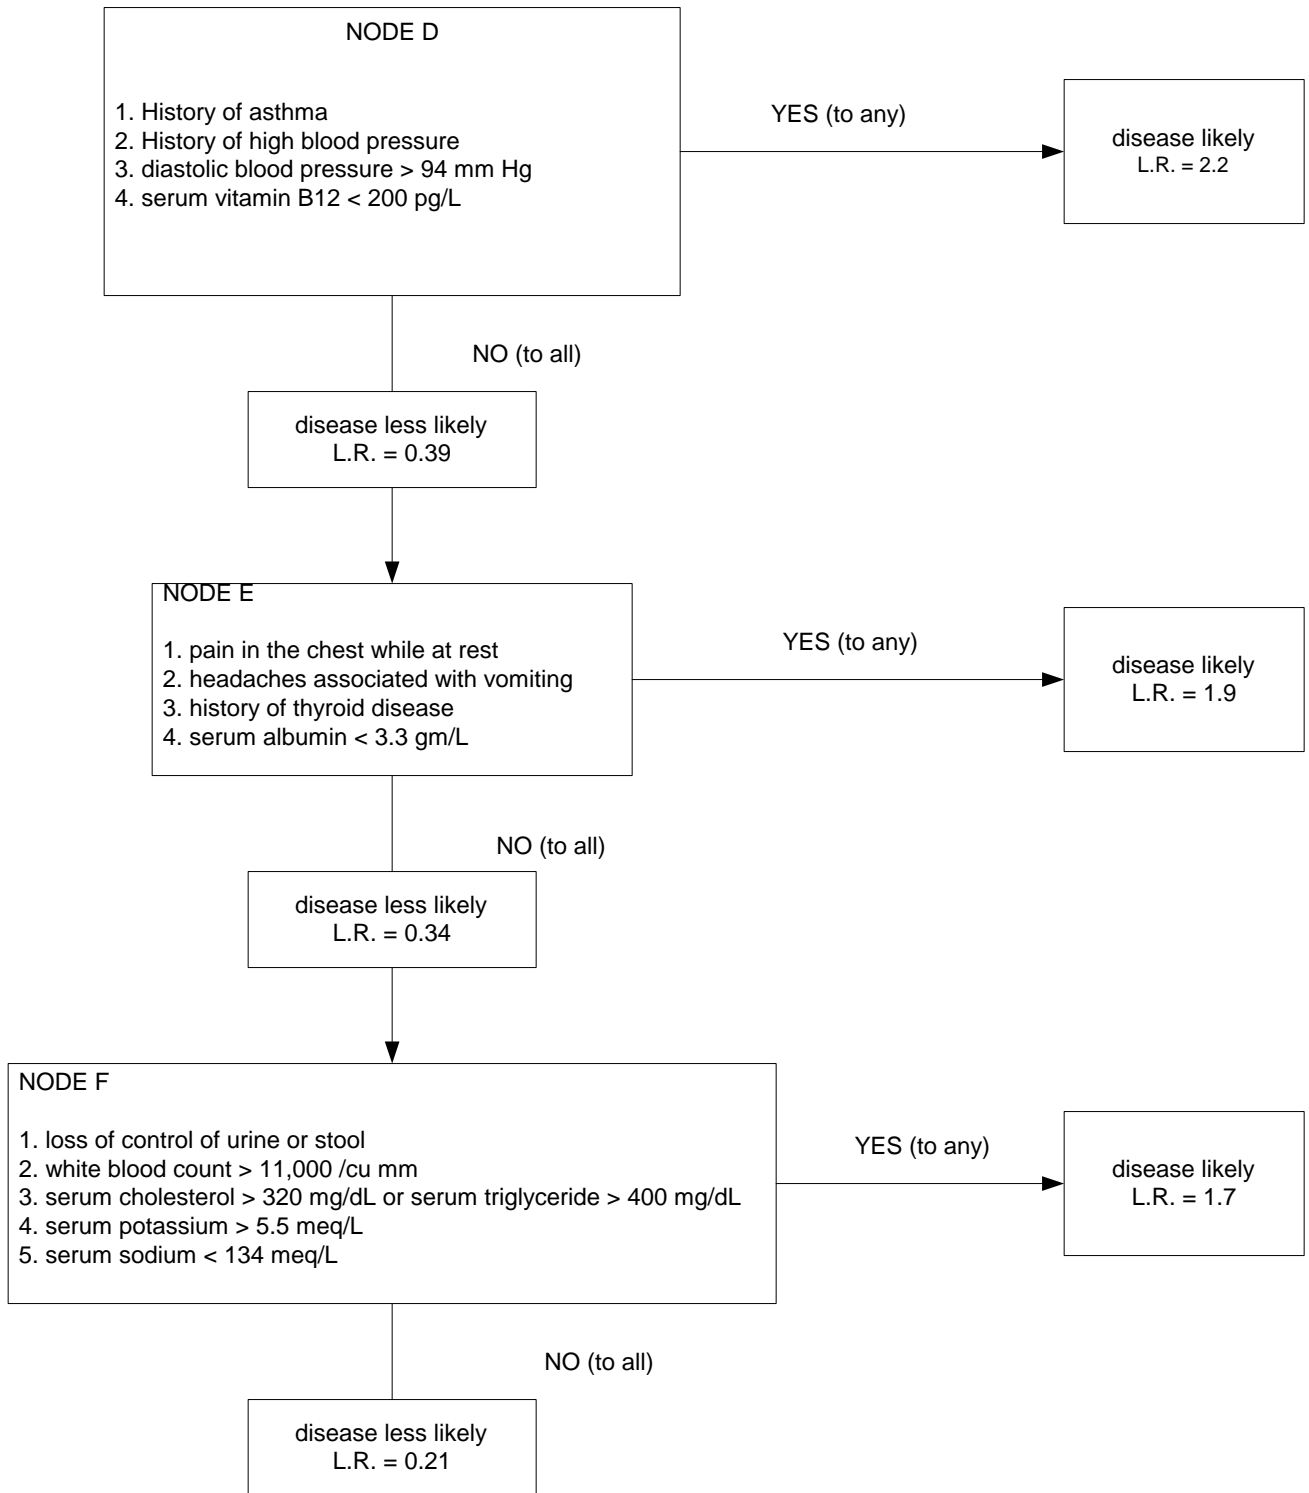 NODE D
1. History of asthma
2. History of high blood pressure
3. diastolic blood pressure > 94 mm Hg
4. serum vitamin B12 < 200 pg/L
YES (to any)
disease likely
L.R. = 2.2
NO (to all)
disease less likely
L.R. = 0.39
NODE E
1. pain in the chest while at rest
2. headaches associated with vomiting
3. history of thyroid disease
4. serum albumin < 3.3 gm/L
YES (to any)
disease likely
L.R. = 1.9
NO (to all)
disease less likely
L.R. = 0.34
NODE F
1. loss of control of urine or stool
2. white blood count > 11,000 /cu mm
3. serum cholesterol > 320 mg/dL or serum triglyceride > 400 mg/dL
4. serum potassium > 5.5 meq/L
5. serum sodium < 134 meq/L
YES (to any)
disease likely
L.R. = 1.7
NO (to all)
disease less likely
L.R. = 0.21